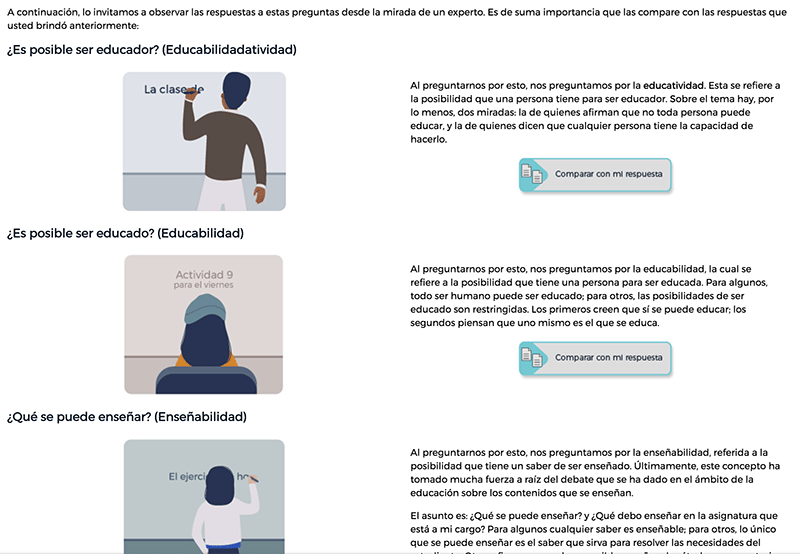 A continuación, lo invitamos a observar las respuestas a estas preguntas desde la mirada de un experto. Es de suma importancia que las compare con las respuestas que
usted brindó anteriormente:
¿Es posible ser educador? (Educabilidadatividad)
La clase de
Al preguntarnos por esto, nos preguntamos por la educatividad. Esta se refiere a
la posibilidad que una persona tiene para ser educador. Sobre el tema hay, por
lo menos, dos miradas: la de quienes afirman que no toda persona puede
educar, y la de quienes dicen que cualquier persona tiene la capacidad de
hacerlo.
Comparar con mi respuesta
¿Es posible ser educado? (Educabilidad)
Actividad 9
para el viernes
Al preguntarnos por esto, nos preguntamos por la educabilidad, la cual se
refiere a la posibilidad que tiene una persona para ser educada. Para algunos,
todo ser humano puede ser educado; para otros, las posibilidades de ser
educado son restringidas. Los primeros creen que sí se puede educar; los
segundos piensan que uno mismo es el que se educa.
Comparar con mi respuesta
¿Qué se puede enseñar? (Enseñabilidad)
El
Al preguntarnos por esto, nos preguntamos por la enseñabilidad, referida a la
posibilidad que tiene un saber de ser enseñado. Últimamente, este concepto ha
tomado mucha fuerza a raíz del debate que se ha dado en el ámbito de la
educación sobre los contenidos que se enseñan.
El asunto es: ¿Qué se puede enseñar? y ¿Qué debo enseñar en la asignatura que
está a mi cargo? Para algunos cualquier saber es enseñable; para otros, lo único
que se puede enseñar es el saber que sirva para resolver las necesidades del